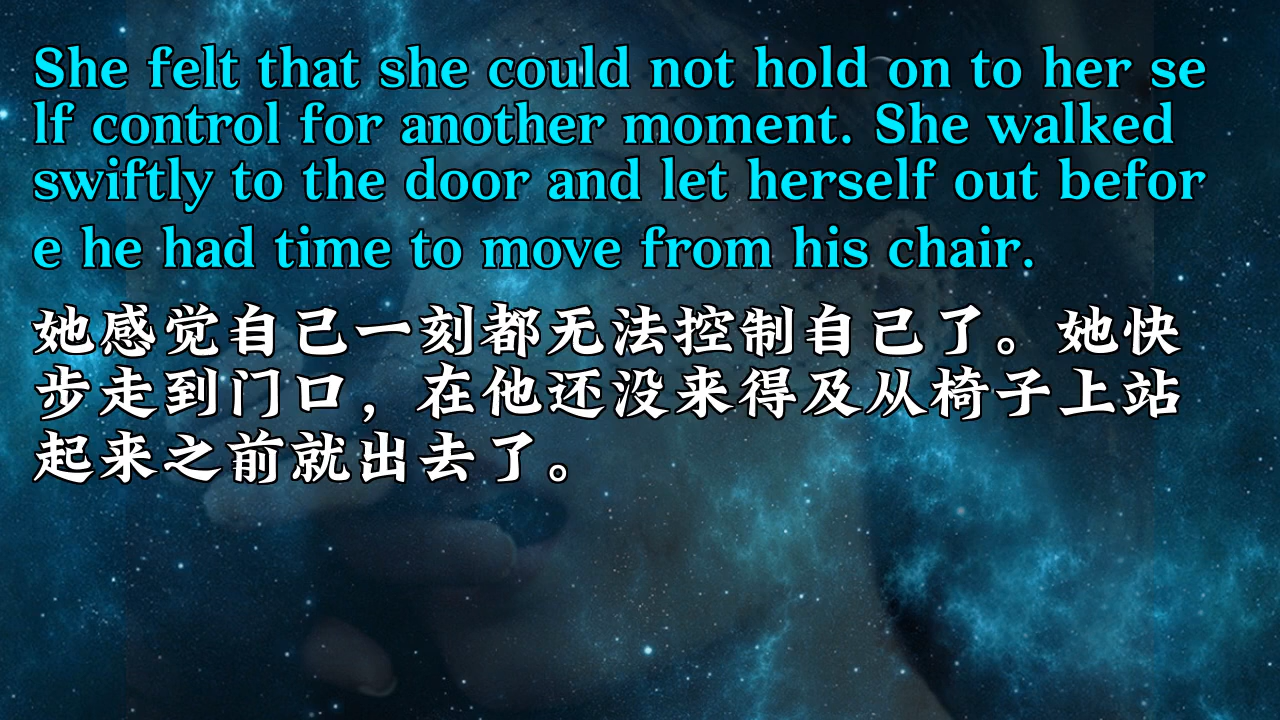 She felt that she could not hold on to her se
lf control for another moment. She walked
swiftly to the door and let herself out befor
e he had time to move from his chair.
她感觉自己一刻都无法控制自己了。她快
步走到门口，在他还没来得及从椅子上站
起来之前就出去了。